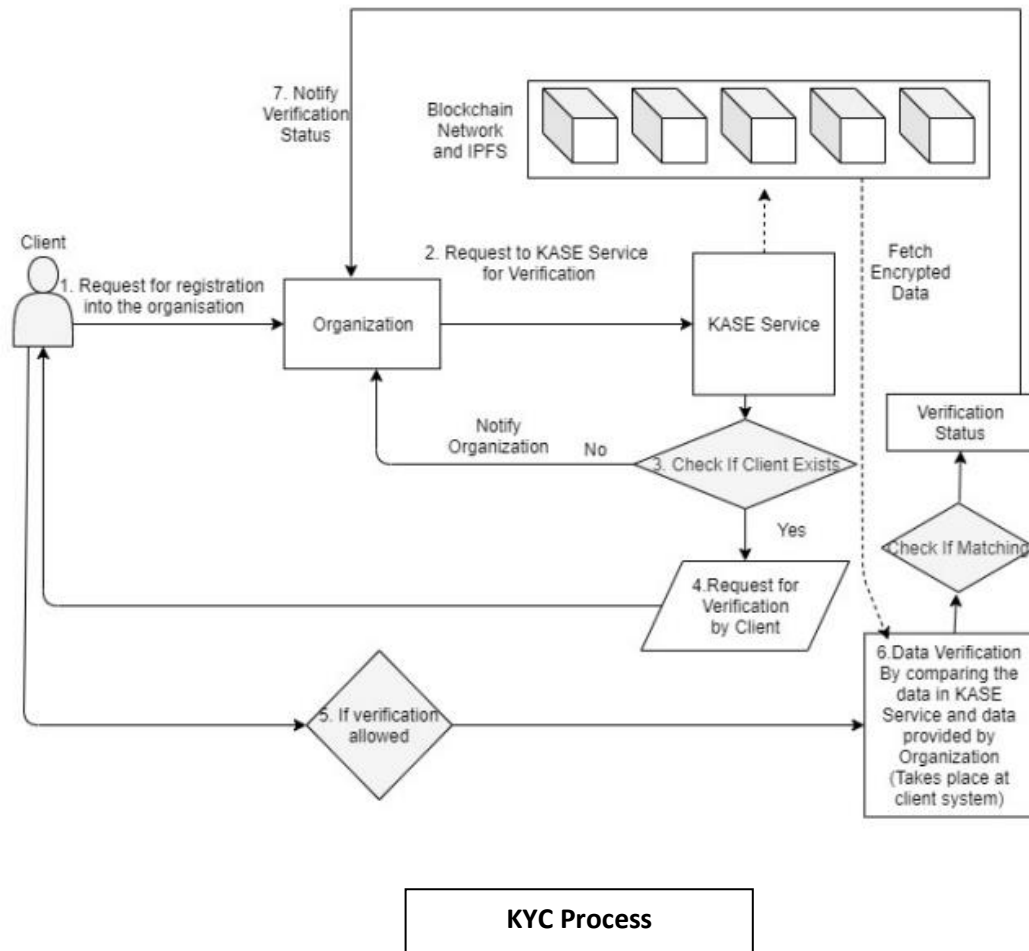 7. Notify
Verification
Status
Blockchain
Network
and IPFS
Client
1. Request for registration
into the organisation
2. Request to KASE Service
for Verification
Fetch
Encrypted
Data
Organization
KASE Service
Notify
Organization
No
3. Check If Client Exists
Verification
Status
Yes
Check If Matching
4.Request for
Verification
by Client
5. If verification
allowed
6.Data Verification
By comparing the
data in KASE
Service and data
provided by
Organization
(Takes place at
client system)
KYC Process